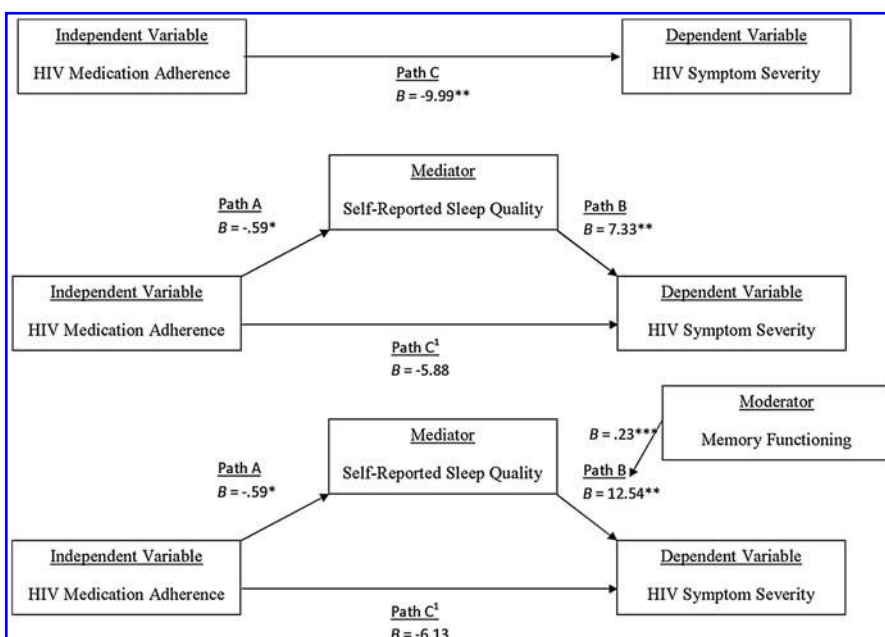 Independent Variable
HIV Medication Adherence
Dependent Variable
HIV Symptom Severity
Path C
B = -9.99**
Mediator
Self-Reported Sleep Quality
Path A
B = -.59*
Path B
B = 7.33**
Independent Variable
HIV Medication Adherence
Dependent Variable
HIV Symptom Severity
Path C¹
B = -5.88
Moderator
Memory Functioning
B = .23***
Mediator
Self-Reported Sleep Quality
Path A
B = -.59*
Path B
B = 12.54**
Independent Variable
HIV Medication Adherence
Dependent Variable
HIV Symptom Severity
Path C¹
B = -6.13